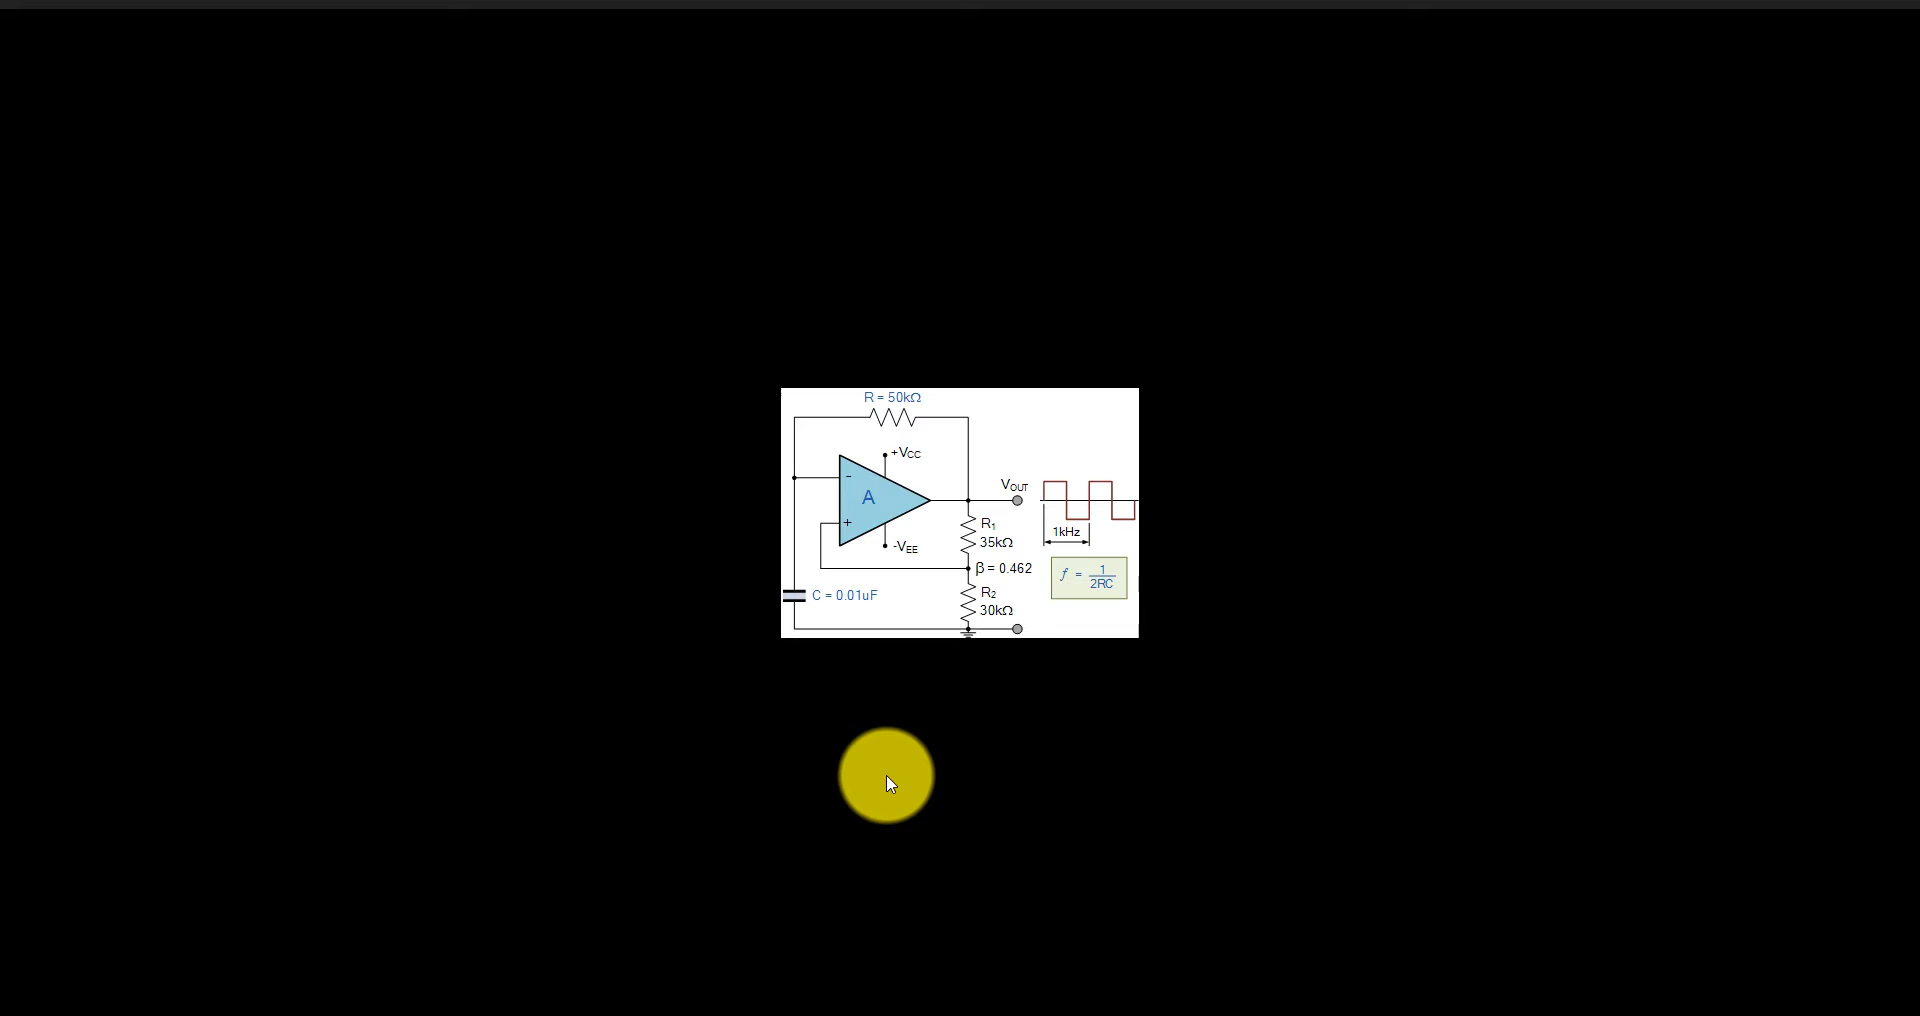 R = 50kΩ
+VCC
-
A
VOUT
+
R1
35kΩ
1kHz
-VEE
β = 0.462
f = 1/2RC
C = 0.01uF
R2
30kΩ